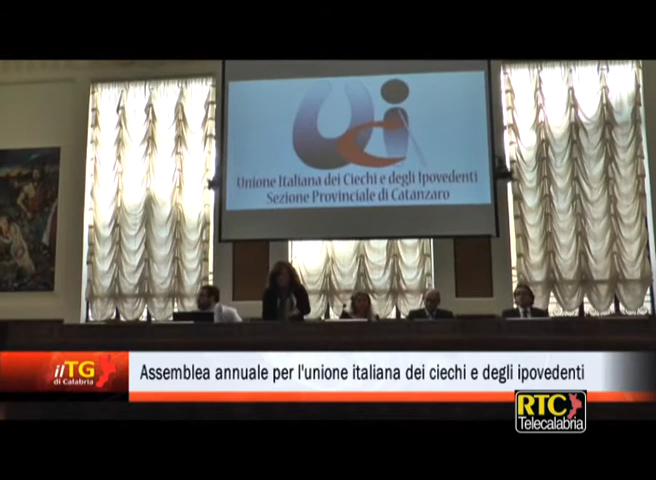 Unione Italiana dei Ciechi e degli Ipovedenti
Sezione Provinciale di Catanzaro
ilTG
di Calabria
Assemblea annuale per l'unione italiana dei ciechi e degli ipovedenti
RTC
Telecalabria